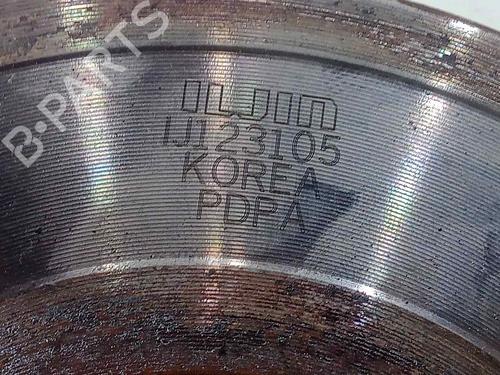 B-PARTS
ILJIN
IJ123105
KOREA
PDPA